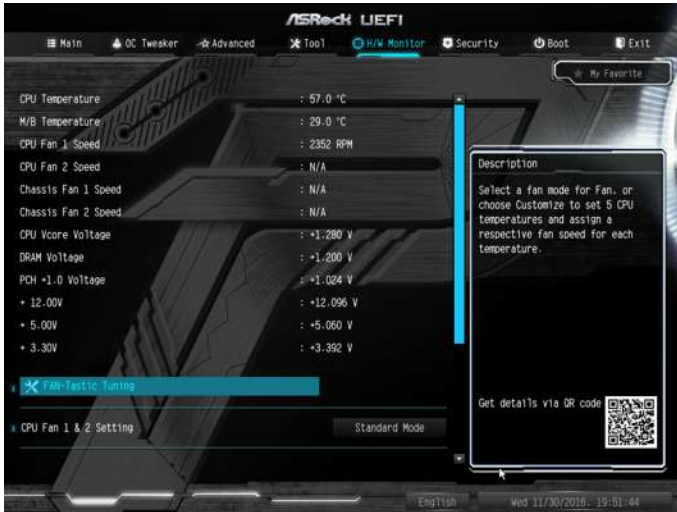 ASRock UEFI
Main OC Tweaker Advanced Tool H/W Monitor Security Boot Exit
My Favorite
CPU Temperature : 57.0 °C
M/B Temperature : 29.0 °C
CPU Fan 1 Speed : 2352 RPM
CPU Fan 2 Speed : N/A
Chassis Fan 1 Speed : N/A
Chassis Fan 2 Speed : N/A
CPU Vcore Voltage : +1.280 V
DRAM Voltage : +1.200 V
PCH +1.0 Voltage : +1.024 V
+ 12.00V : +12.096 V
+ 5.00V : +5.060 V
+ 3.30V : +3.392 V
FAN-Tastic Tuning
CPU Fan 1 & 2 Setting Standard Mode
Description
Select a fan mode for Fan. or
choose Customize to set 5 CPU
temperatures and assign a
respective fan speed for each
temperature.
Get details via QR code
English Wed 11/30/2016. 19:51:44